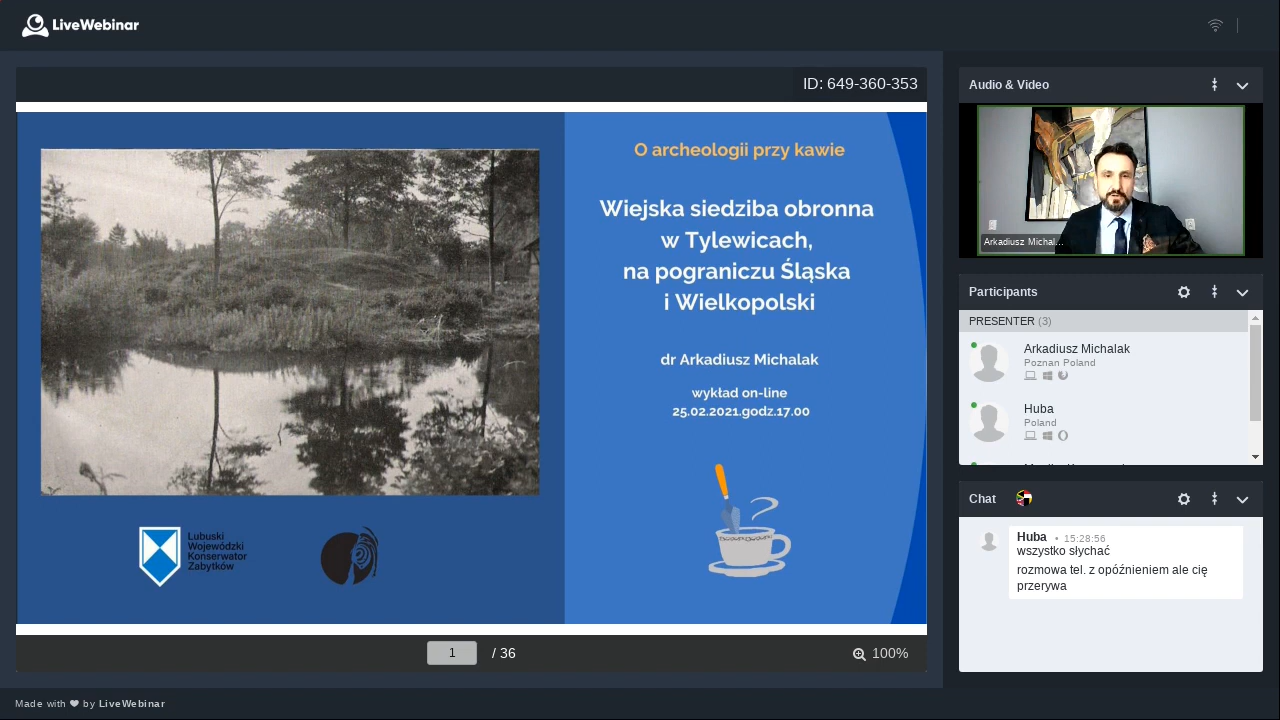 LiveWebinar
ID: 649-360-353
O archeologii przy kawie
Wiejska siedziba obronna
w Tylewicach,
na pograniczu Śląska
i Wielkopolski
dr Arkadiusz Michalak
wykład on-line
25.02.2021.godz.17.00
Lubuski
Wojewódzki
Konserwator
Zabytków
1 / 36
100%
Audio & Video
Arkadiusz Michal...
Participants
PRESENTER (3)
Arkadiusz Michalak
Poznan Poland
Huba
Poland
Chat
Huba • 15:28:56
wszystko słychać
rozmowa tel. z opóźnieniem ale cię
przerywa
Made with ❤ by LiveWebinar